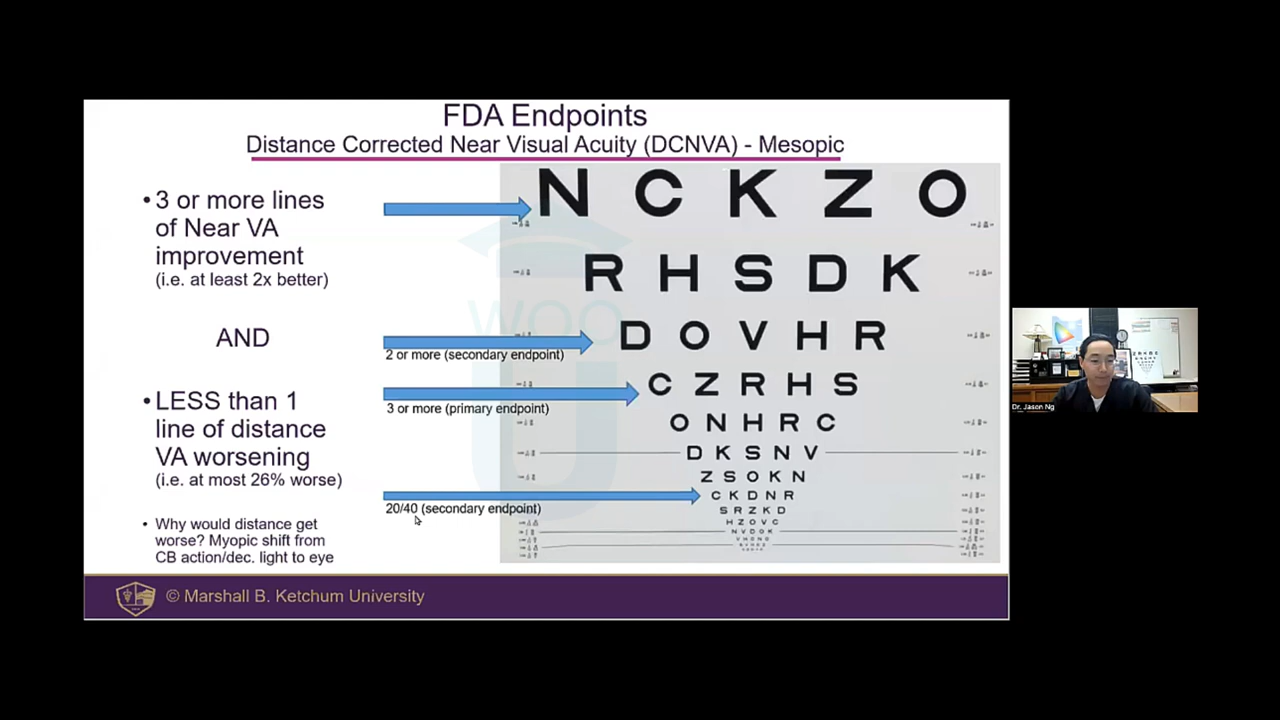 FDA Endpoints
Distance Corrected Near Visual Acuity (DCNVA) - Mesopic
•3 or more lines
of Near VA
improvement
(i.e. at least 2x better)
AND
•LESS than 1
line of distance
VA worsening
(i.e. at most 26% worse)
• Why would distance get
worse? Myopic shift from
CB action/dec. light to eye
2 or more (secondary endpoint)
3 or more (primary endpoint)
20/40 (secondary endpoint)
N C K Z O
R H S D K
D O V H R
C Z R H S
O N H R C
D K S N V
Z S O K N
C K D N R
S R Z K D
H Z O V C
N V D O K
WOO
U
© Marshall B. Ketchum University
Dr. Jason Ng